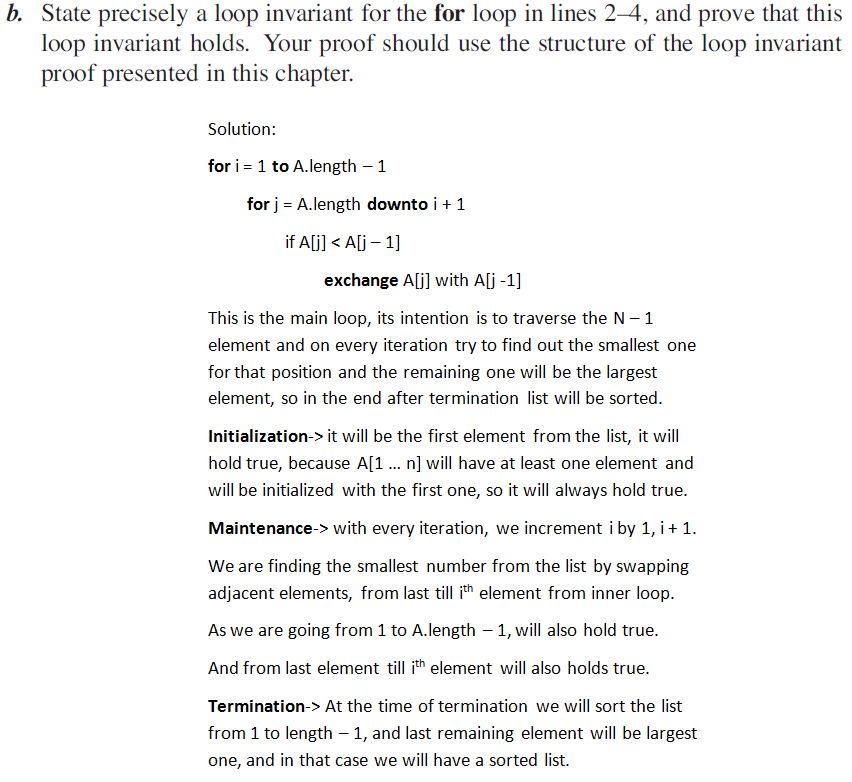 b. State precisely a loop invariant for the for loop in lines 2–4, and prove that this
loop invariant holds. Your proof should use the structure of the loop invariant
proof presented in this chapter.
Solution:
for i = 1 to A.length – 1
for j = A.length downto i + 1
if A[j] < A[j – 1]
exchange A[j] with A[j -1]
This is the main loop, its intention is to traverse the N – 1
element and on every iteration try to find out the smallest one
for that position and the remaining one will be the largest
element, so in the end after termination list will be sorted.
Initialization-> it will be the first element from the list, it will
hold true, because A[1 … n] will have at least one element and
will be initialized with the first one, so it will always hold true.
Maintenance-> with every iteration, we increment i by 1, i + 1.
We are finding the smallest number from the list by swapping
adjacent elements, from last till ith element from inner loop.
As we are going from 1 to A.length – 1, will also hold true.
And from last element till ith element will also holds true.
Termination-> At the time of termination we will sort the list
from 1 to length – 1, and last remaining element will be largest
one, and in that case we will have a sorted list.